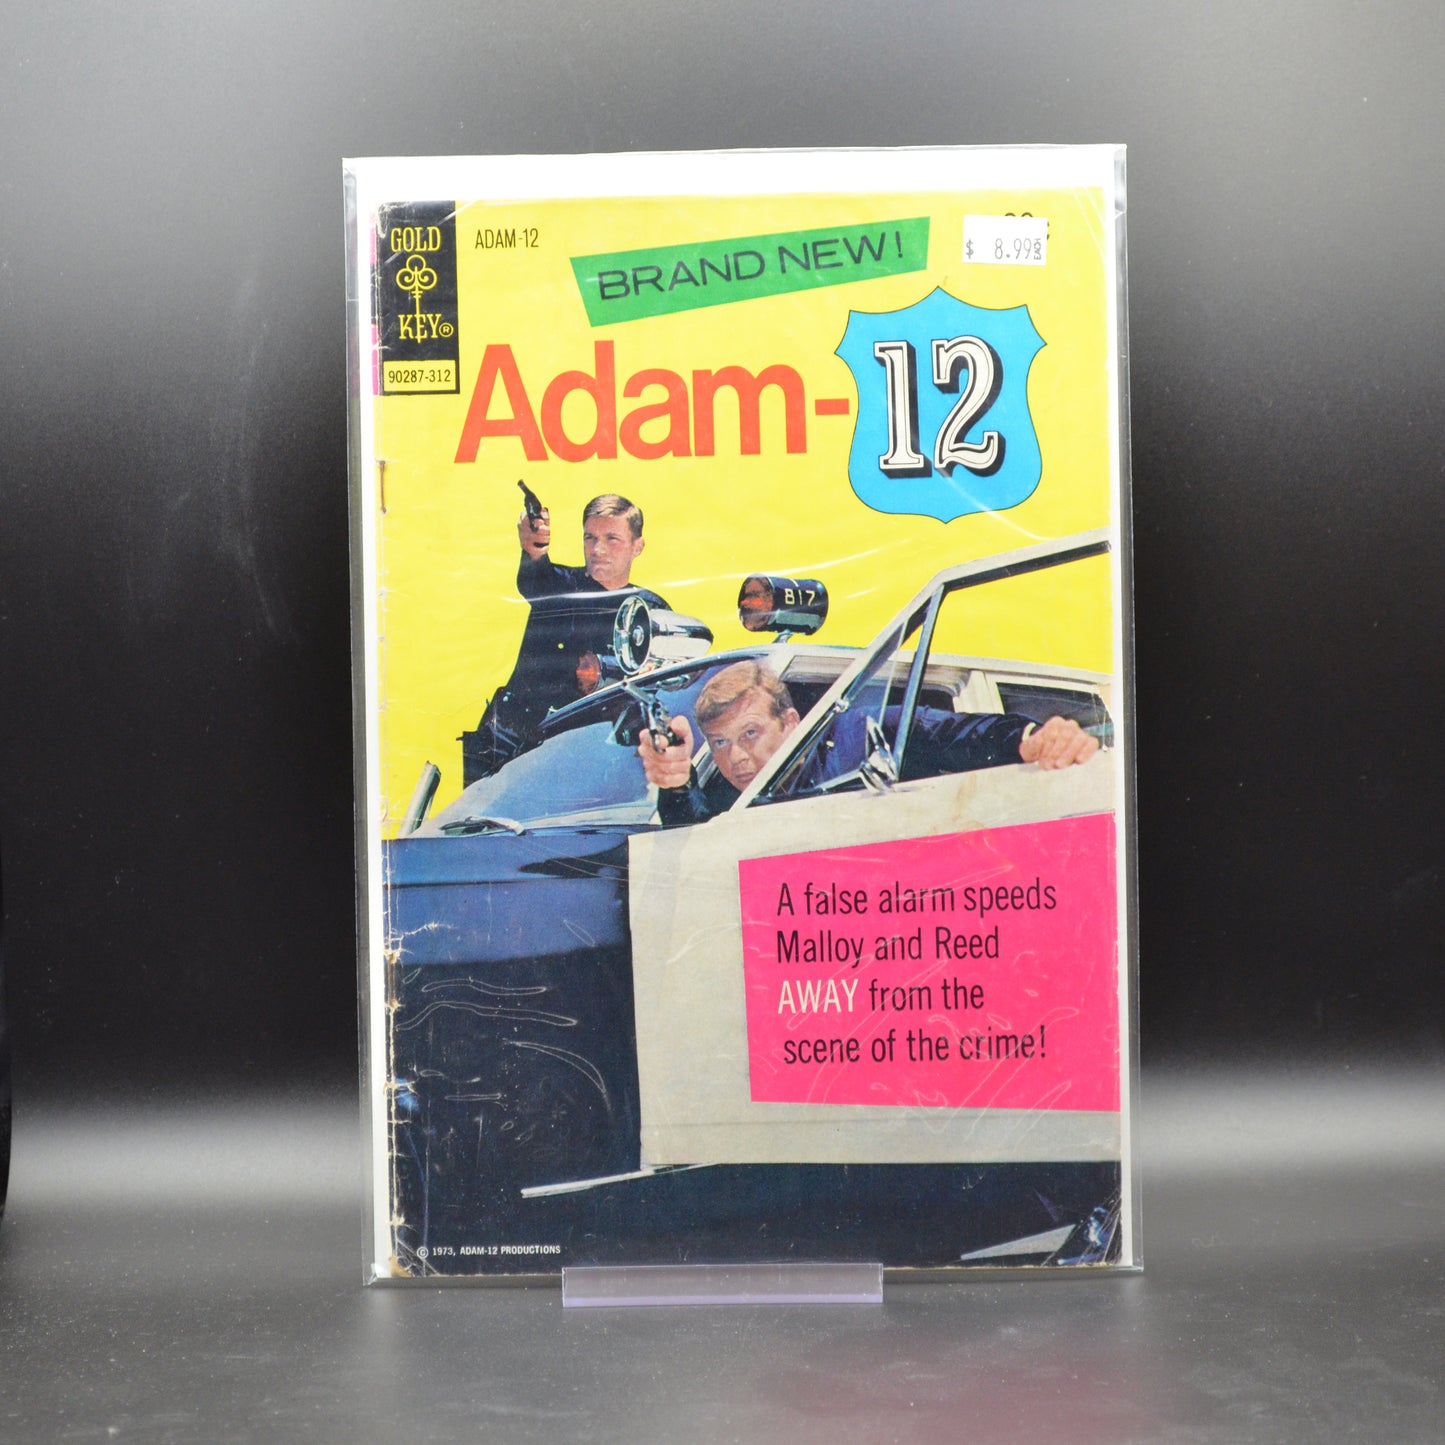 GOLD
KEY®
90287-312
ADAM-12
BRAND NEW!
$ 8.99
Adam-12
B17
A false alarm speeds
Malloy and Reed
AWAY from the
scene of the crime!
© 1973, ADAM-12 PRODUCTIONS